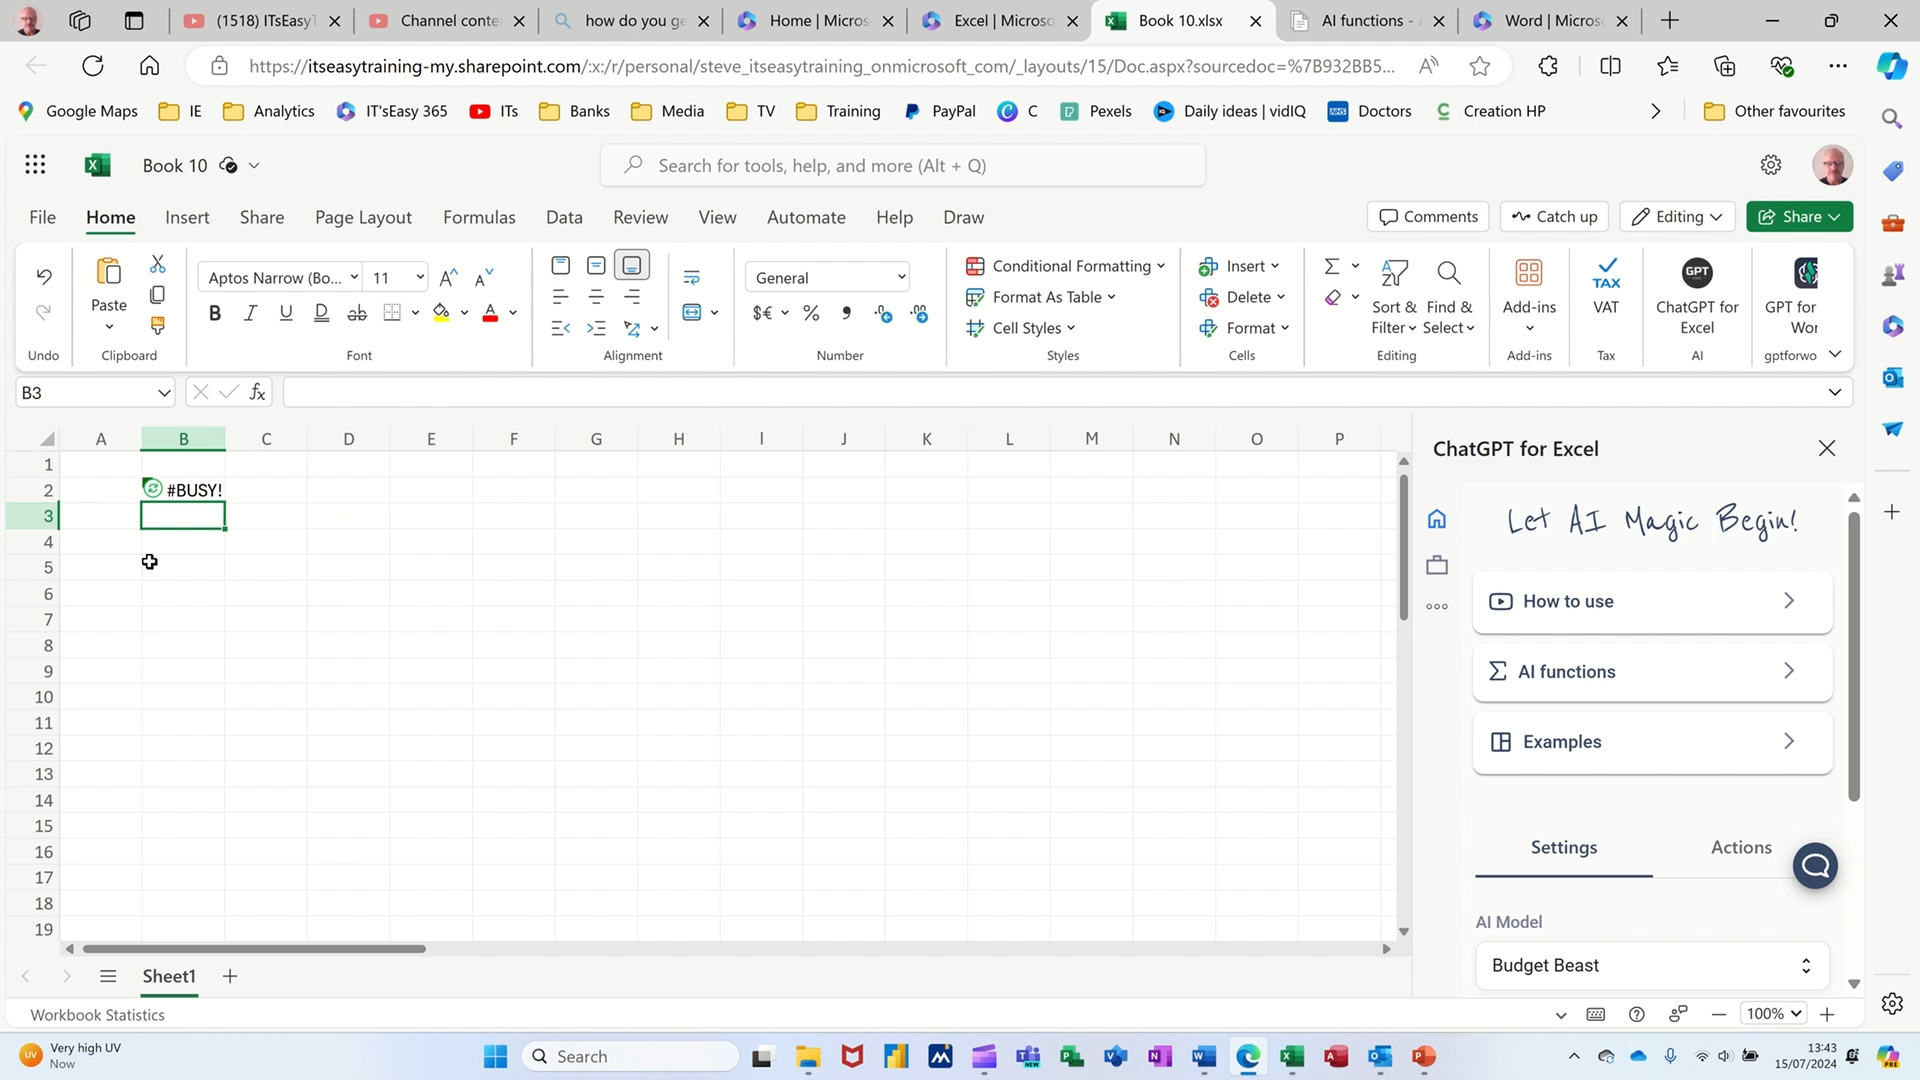 (1518) ITsEasyT
Channel conte
how do you ge
Home | Micros
Excel | Microso
Book 10.xlsx
AI functions - A
Word | Micros
https://itseasytraining-my.sharepoint.com/:x:/r/personal/steve_itseasytraining_onmicrosoft_com/_layouts/15/Doc.aspx?sourcedoc=%7B932BB5...
Google Maps
IE
Analytics
IT'sEasy 365
ITs
Banks
Media
TV
Training
PayPal
C
Pexels
Daily ideas | vidIQ
Doctors
Creation HP
Other favourites
Book 10
Search for tools, help, and more (Alt + Q)
File Home Insert Share Page Layout Formulas Data Review View Automate Help Draw
Comments
Catch up
Editing
Share
Paste
Aptos Narrow (Bo...
11
General
Conditional Formatting
Format As Table
Cell Styles
Insert
Delete
Format
Sort & Filter
Find & Select
Add-ins
TAX
VAT
GPT
ChatGPT for Excel
GPT for
Wor
Undo
Clipboard
Font
Alignment
Number
Styles
Cells
Editing
Add-ins
Tax
AI
gptforwo
B3
fx
A B C D E F G H I J K L M N O P
1
2 #BUSY!
3
4
5
6
7
8
9
10
11
12
13
14
15
16
17
18
19
ChatGPT for Excel
Let AI Magic Begin!
How to use
AI functions
Examples
Settings
Actions
AI Model
Budget Beast
Sheet1
Workbook Statistics
100%
UV
Very high UV
Now
Search
NEW
13:43
15/07/2024
PRE